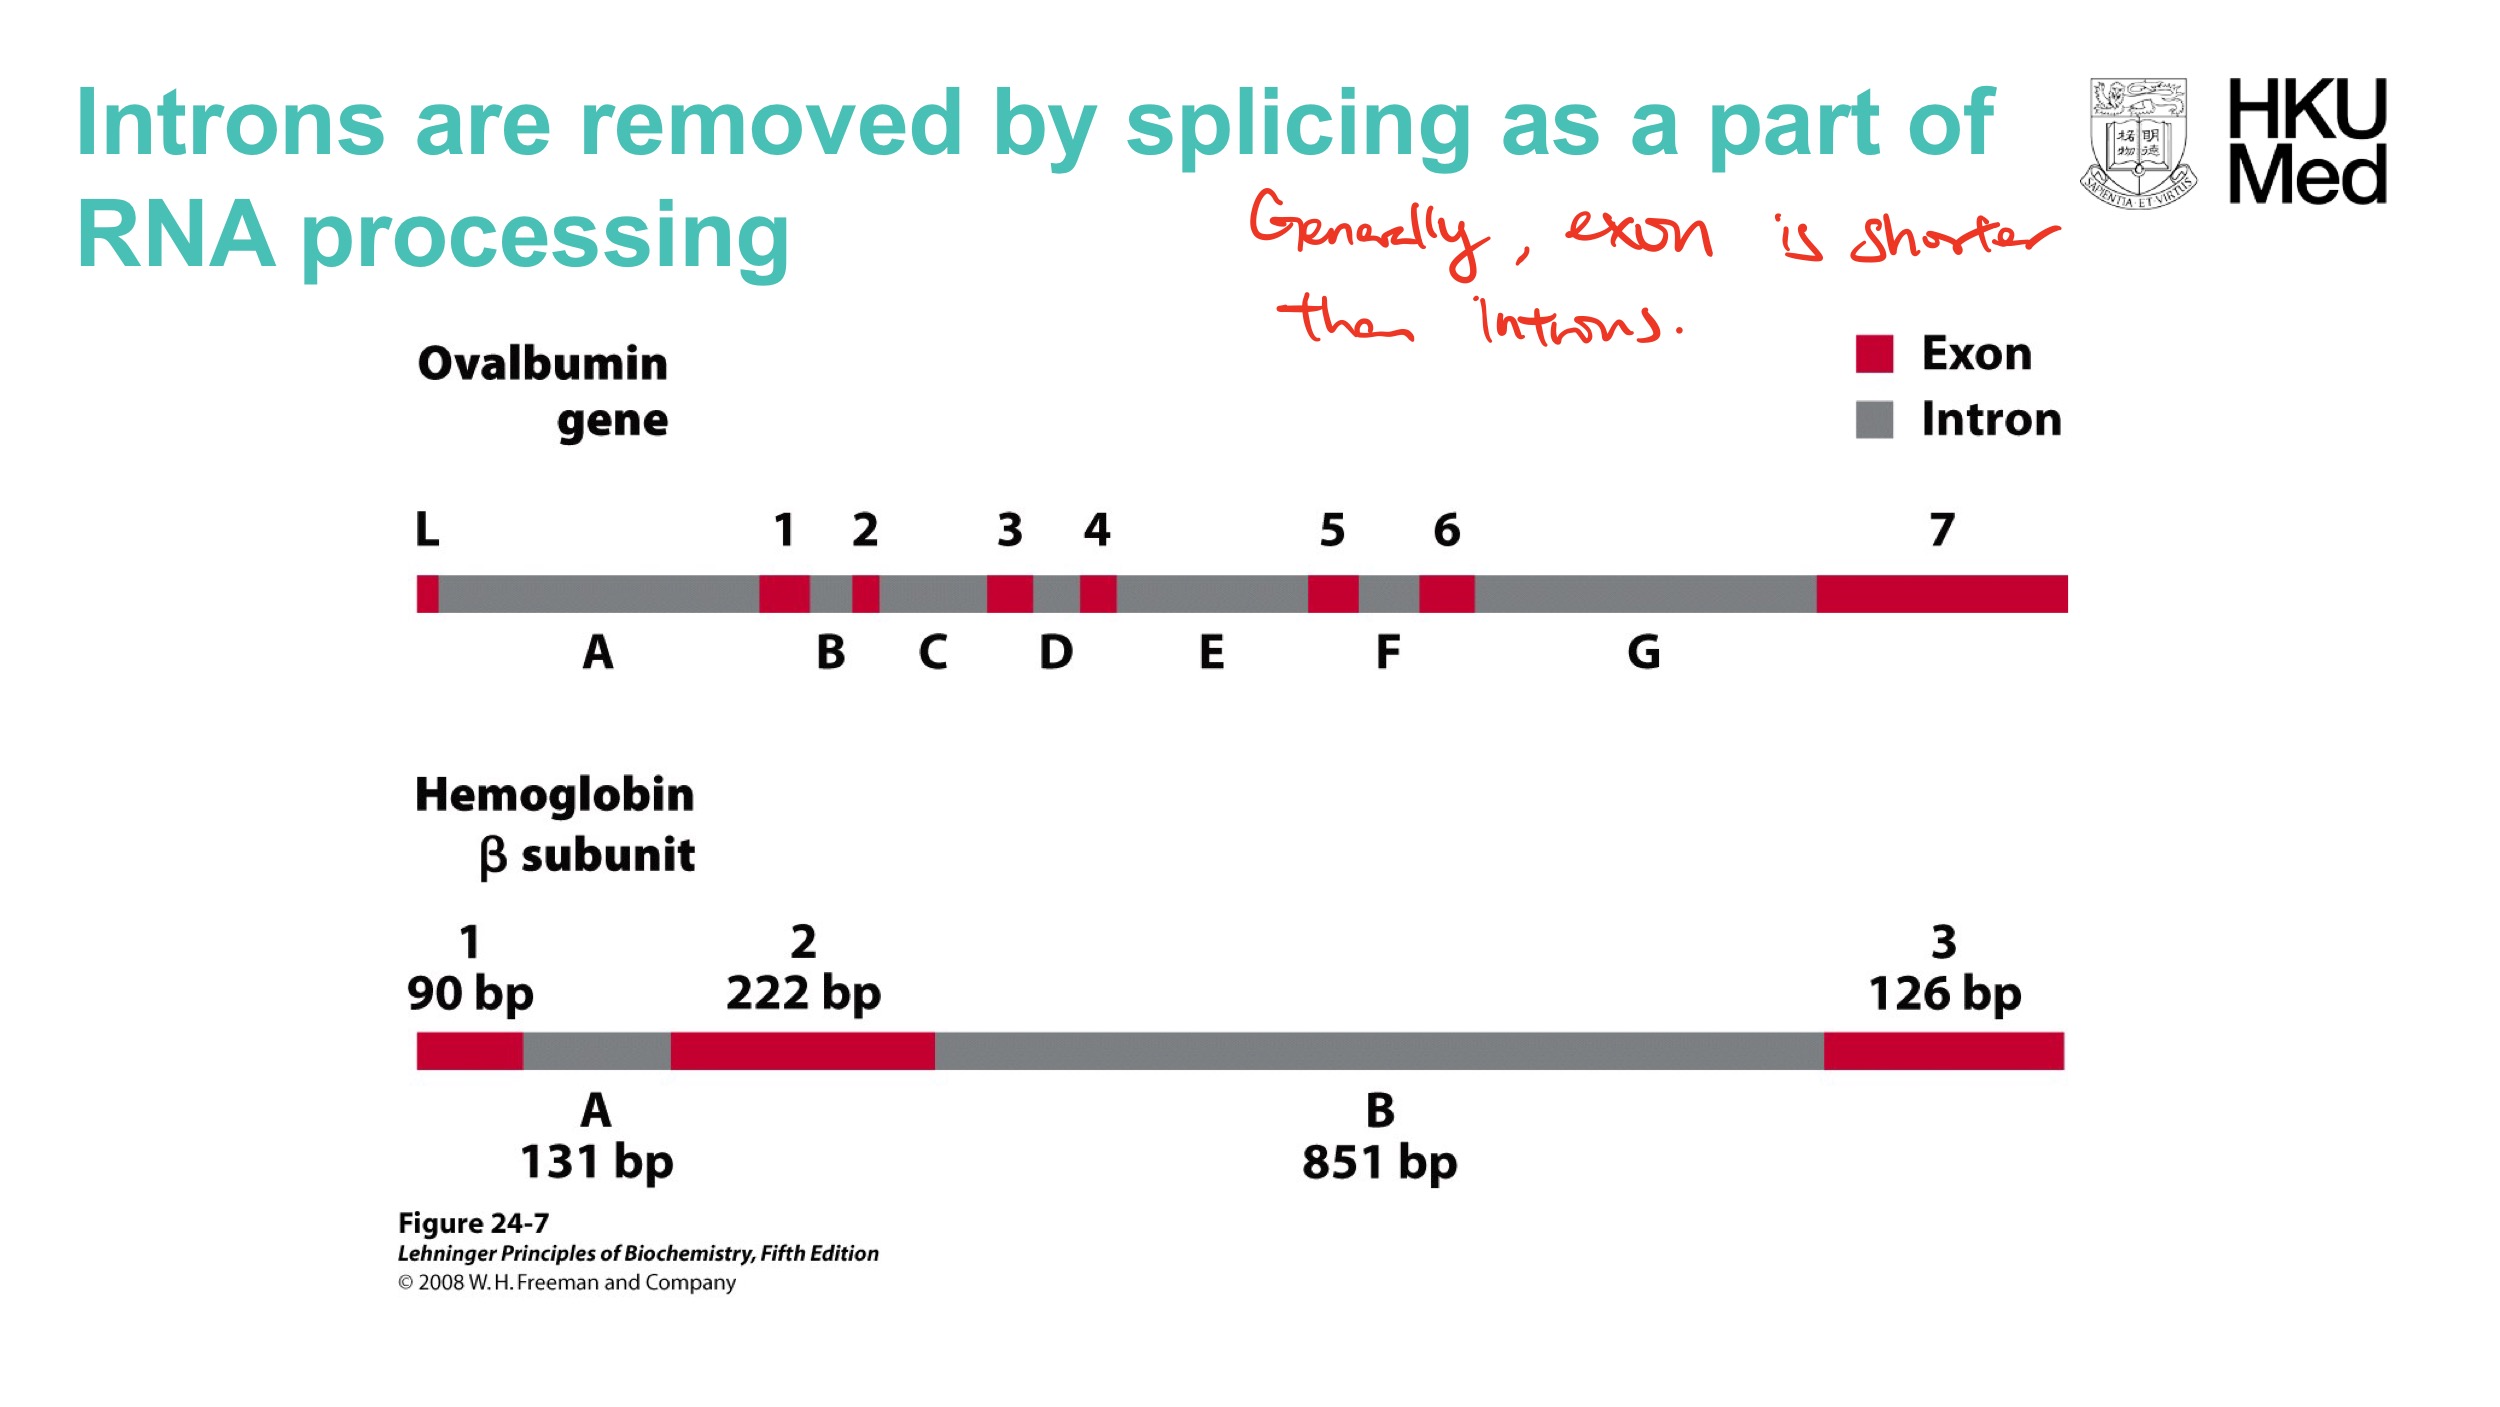 Introns are removed by splicing as a part of
RNA processing
HKU
Med
明德
格物
SAPIENTIA·ET·VIRTUS
Generally, exon is shorter
than introns.
Ovalbumin
gene
Exon
Intron
L 1 2 3 4 5 6 7
A B C D E F G
Hemoglobin
β subunit
1 2 3
90 bp 222 bp 126 bp
A B
131 bp 851 bp
Figure 24-7
Lehninger Principles of Biochemistry, Fifth Edition
© 2008 W. H. Freeman and Company